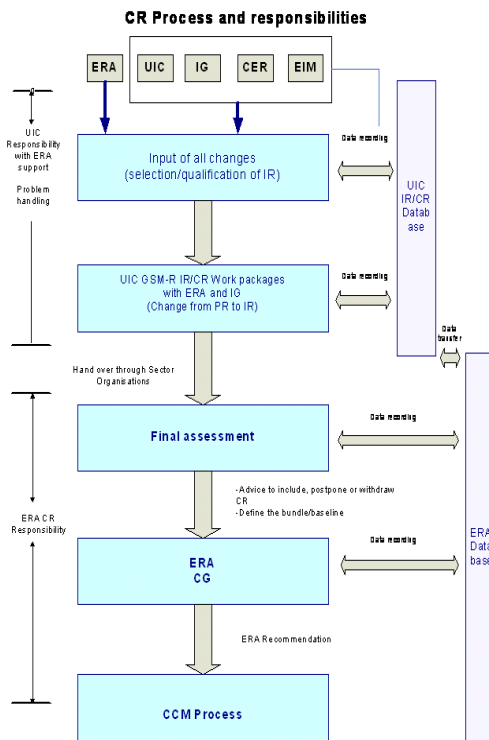 CR Process and responsibilities
ERA
UIC
IG
CER
EIM
UIC
Responsibility
with ERA
support
Problem
handling
Input of all changes
(selection/qualification of IR)
Data recording
UIC
IR/CR
Datab
ase
UIC GSM-R IR/CR Work packages
with ERA and IG
(Change from PR to IR)
Data recording
Data
transfer
Hand over through Sector
Organisations
Final assessment
Data recording
-Advice to include, postpone or withdraw
CR
- Define the bundle/baseline
ERA CR
Responsibility
ERA
CG
Data recording
ERA
Data
base
ERA Recommendation
CCM Process